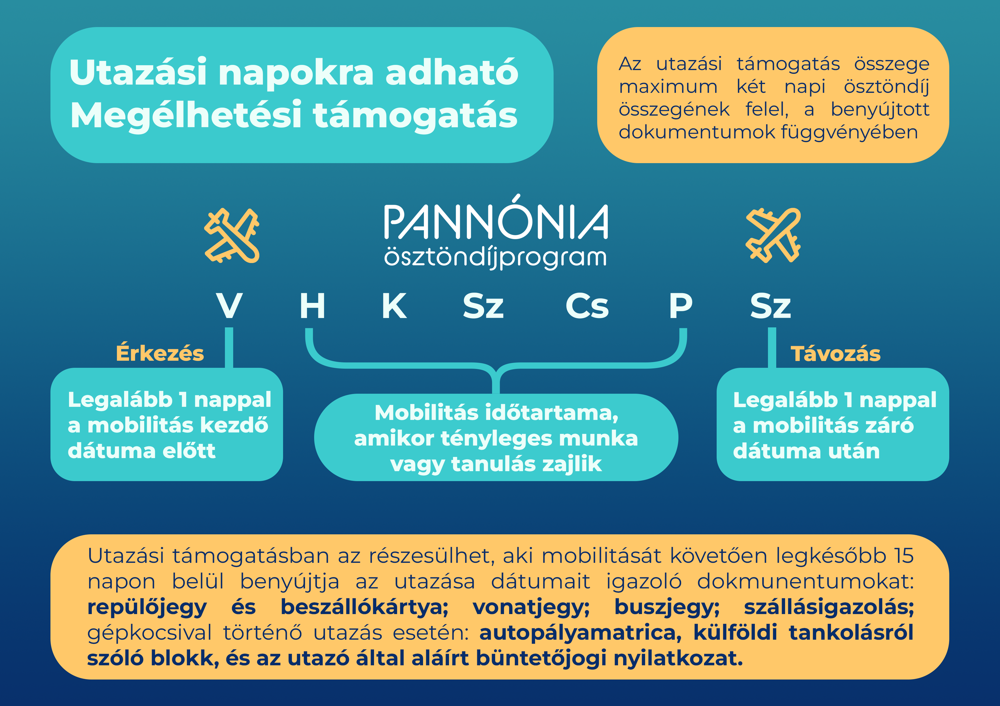 Utazási napokra adható
Megélhetési támogatás
Az utazási támogatás összege
maximum két napi ösztöndíj
összegének felel, a benyújtott
dokumentumok függvényében
PANNÓNIA
ösztöndíjprogram
V H K Sz Cs P Sz
Érkezés
Távozás
Legalább 1 nappal
a mobilitás kezdő
dátuma előtt
Mobilitás időtartama,
amikor tényleges munka
vagy tanulás zajlik
Legalább 1 nappal
a mobilitás záró
dátuma után
Utazási támogatásban az részesülhet, aki mobilitását követően legkésőbb 15
napon belül benyújtja az utazása dátumait igazoló dokmunentumokat:
repülőjegy és beszállókártya; vonatjegy; buszjegy; szállásigazolás;
gépkocsival történő utazás esetén: autopályamatrica, külföldi tankolásról
szóló blokk, és az utazó által aláírt büntetőjogi nyilatkozat.